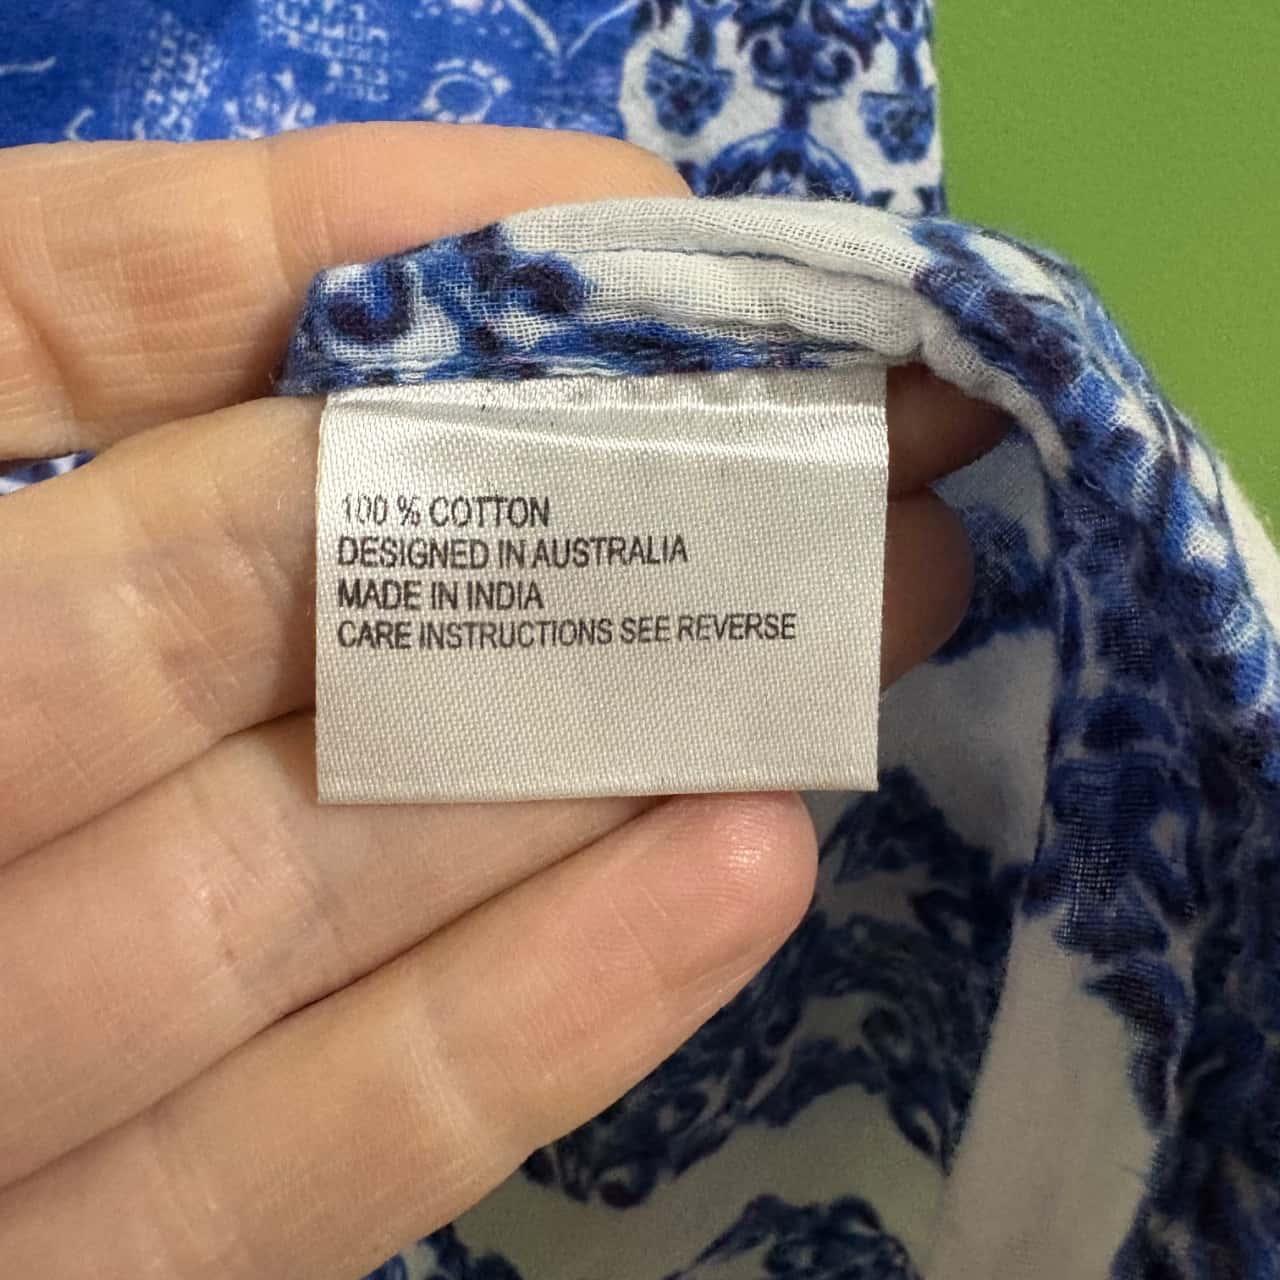 100 % COTTON
DESIGNED IN AUSTRALIA
MADE IN INDIA
CARE INSTRUCTIONS SEE REVERSE